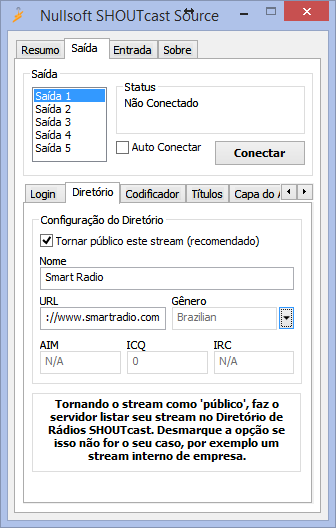 Nullsoft SHOUTcast Source
Resumo Saída Entrada Sobre
Saída
Saída 1
Saída 2
Saída 3
Saída 4
Saída 5
Status
Não Conectado
Auto Conectar
Conectar
Login Diretório Codificador Títulos Capa do
Configuração do Diretório
Tornar público este stream (recomendado)
Nome
Smart Radio
URL Gênero
://www.smartradio.com Brazilian
AIM ICQ IRC
N/A 0 N/A
Tornando o stream como 'público', faz o
servidor listar seu stream no Diretório de
Rádios SHOUTcast. Desmarque a opção se
isso não for o seu caso, por exemplo um
stream interno de empresa.